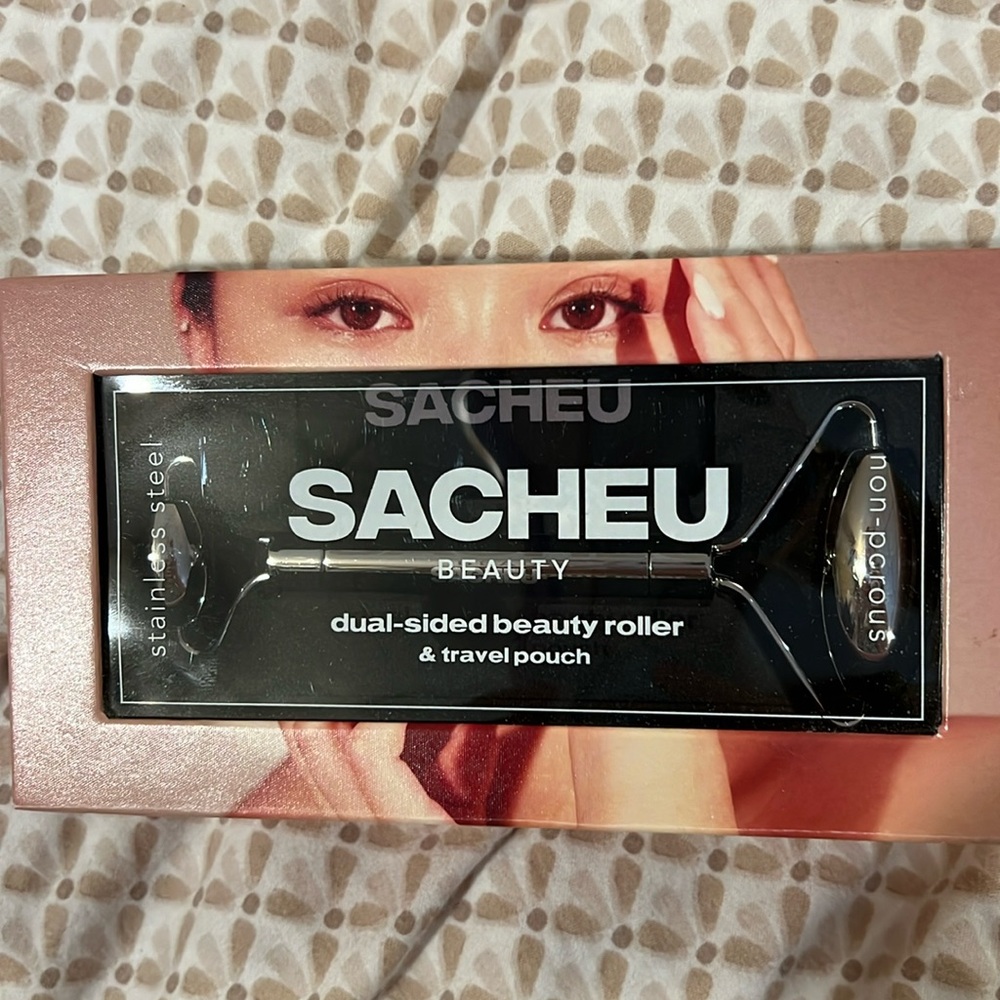 SACHEU
SACHEU
BEAUTY
dual-sided beauty roller
& travel pouch
stainless steel
non-porous